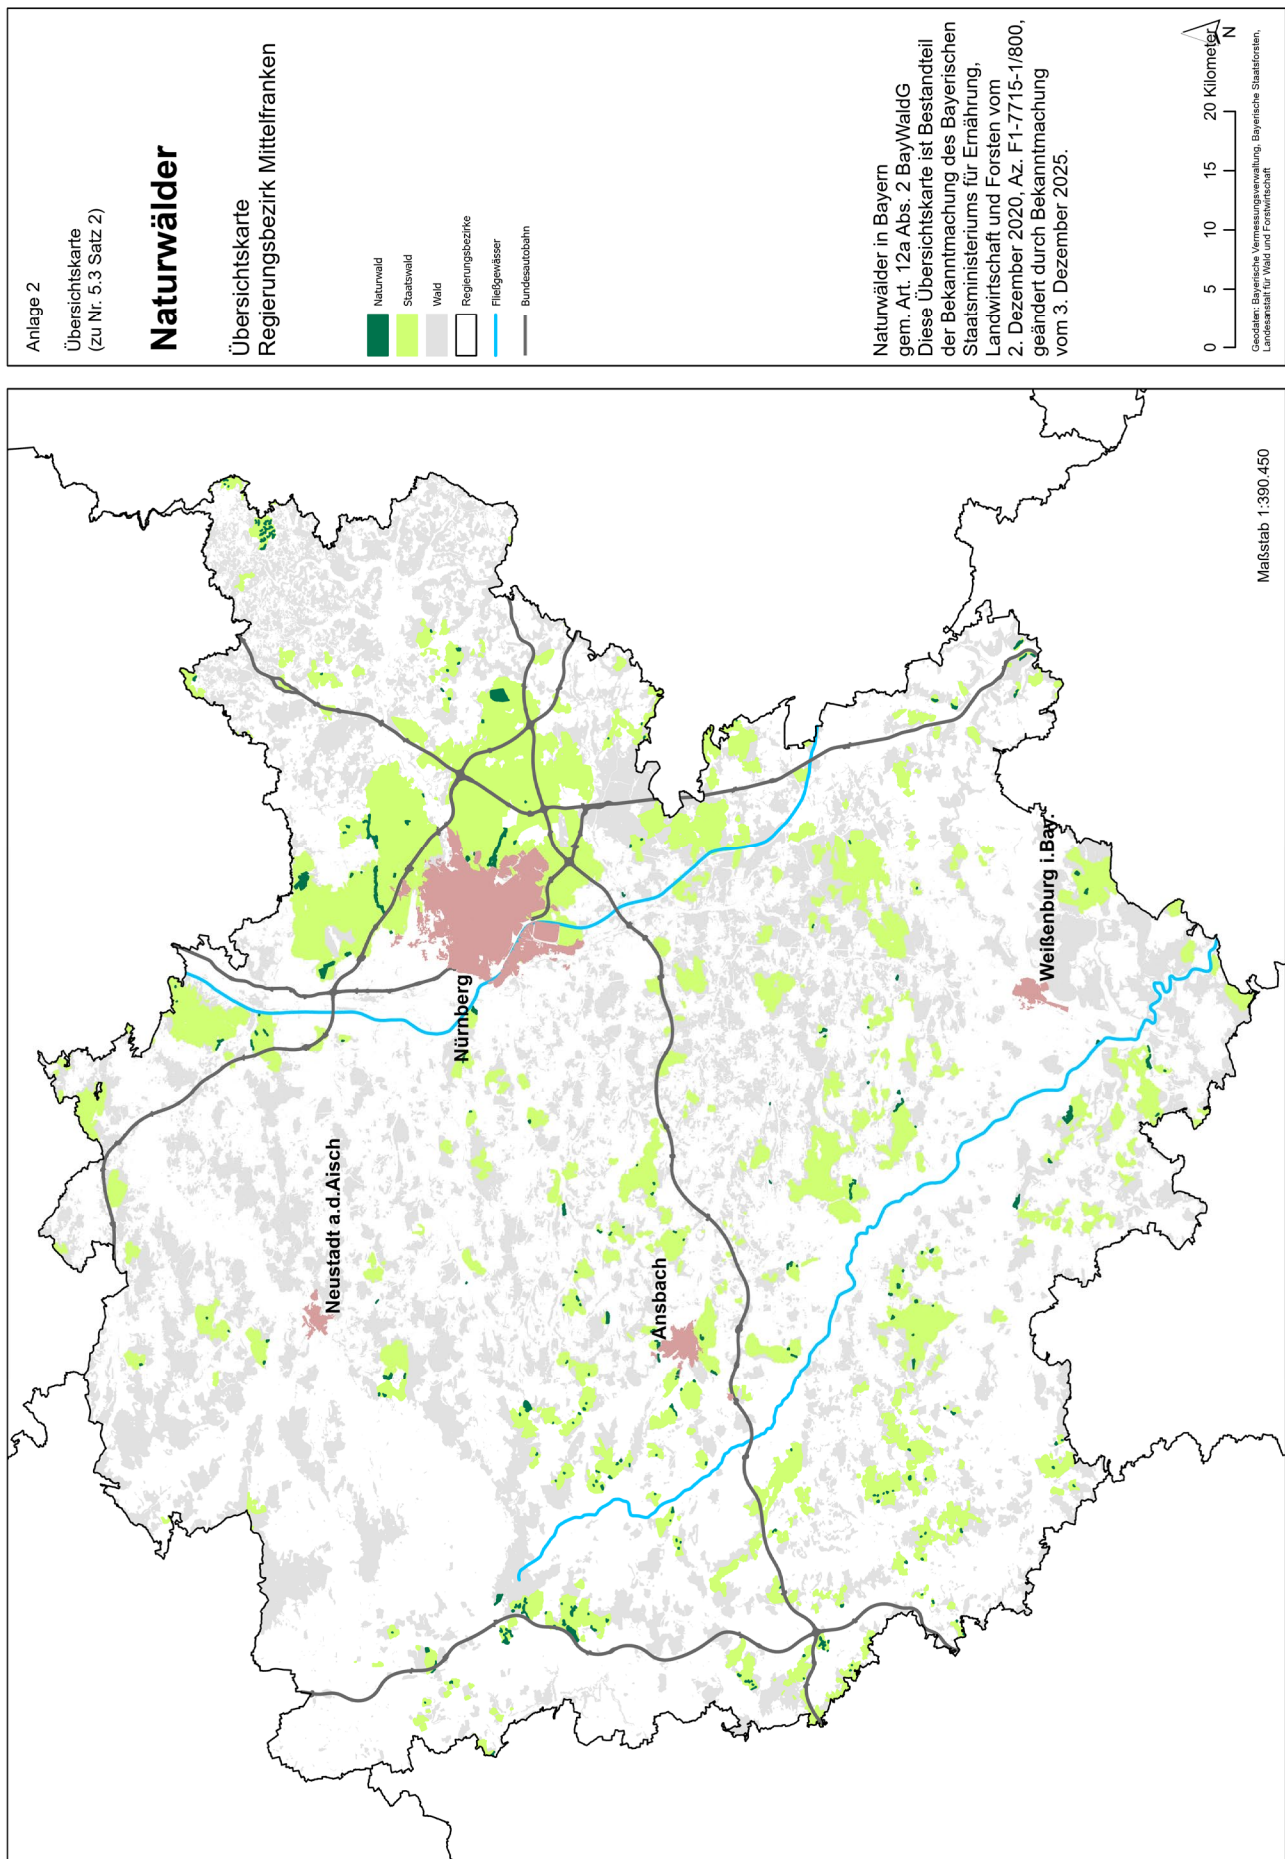 Anlage 2
Übersichtskarte
(zu Nr. 5.3 Satz 2)
Naturwälder
Übersichtskarte
Regierungsbezirk Mittelfranken
Naturwald
Staatswald
Wald
Regierungsbezirke
Fließgewässer
Bundesautobahn
Naturwälder in Bayern
gem. Art. 12a Abs. 2 BayWaldG
Diese Übersichtskarte ist Bestandteil
der Bekanntmachung des Bayerischen
Staatsministeriums für Ernährung,
Landwirtschaft und Forsten vom
2. Dezember 2020, Az. F1-7715-1/800,
geändert durch Bekanntmachung
vom 3. Dezember 2025.
0 5 10 15 20 Kilometer
N
Geodaten: Bayerische Vermessungsverwaltung, Bayerische Staatsforsten,
Landesanstalt für Wald und Forstwirtschaft
Neustadt a.d.Aisch
Nürnberg
Ansbach
Weißenburg i.Bay.
Maßstab 1:390.450